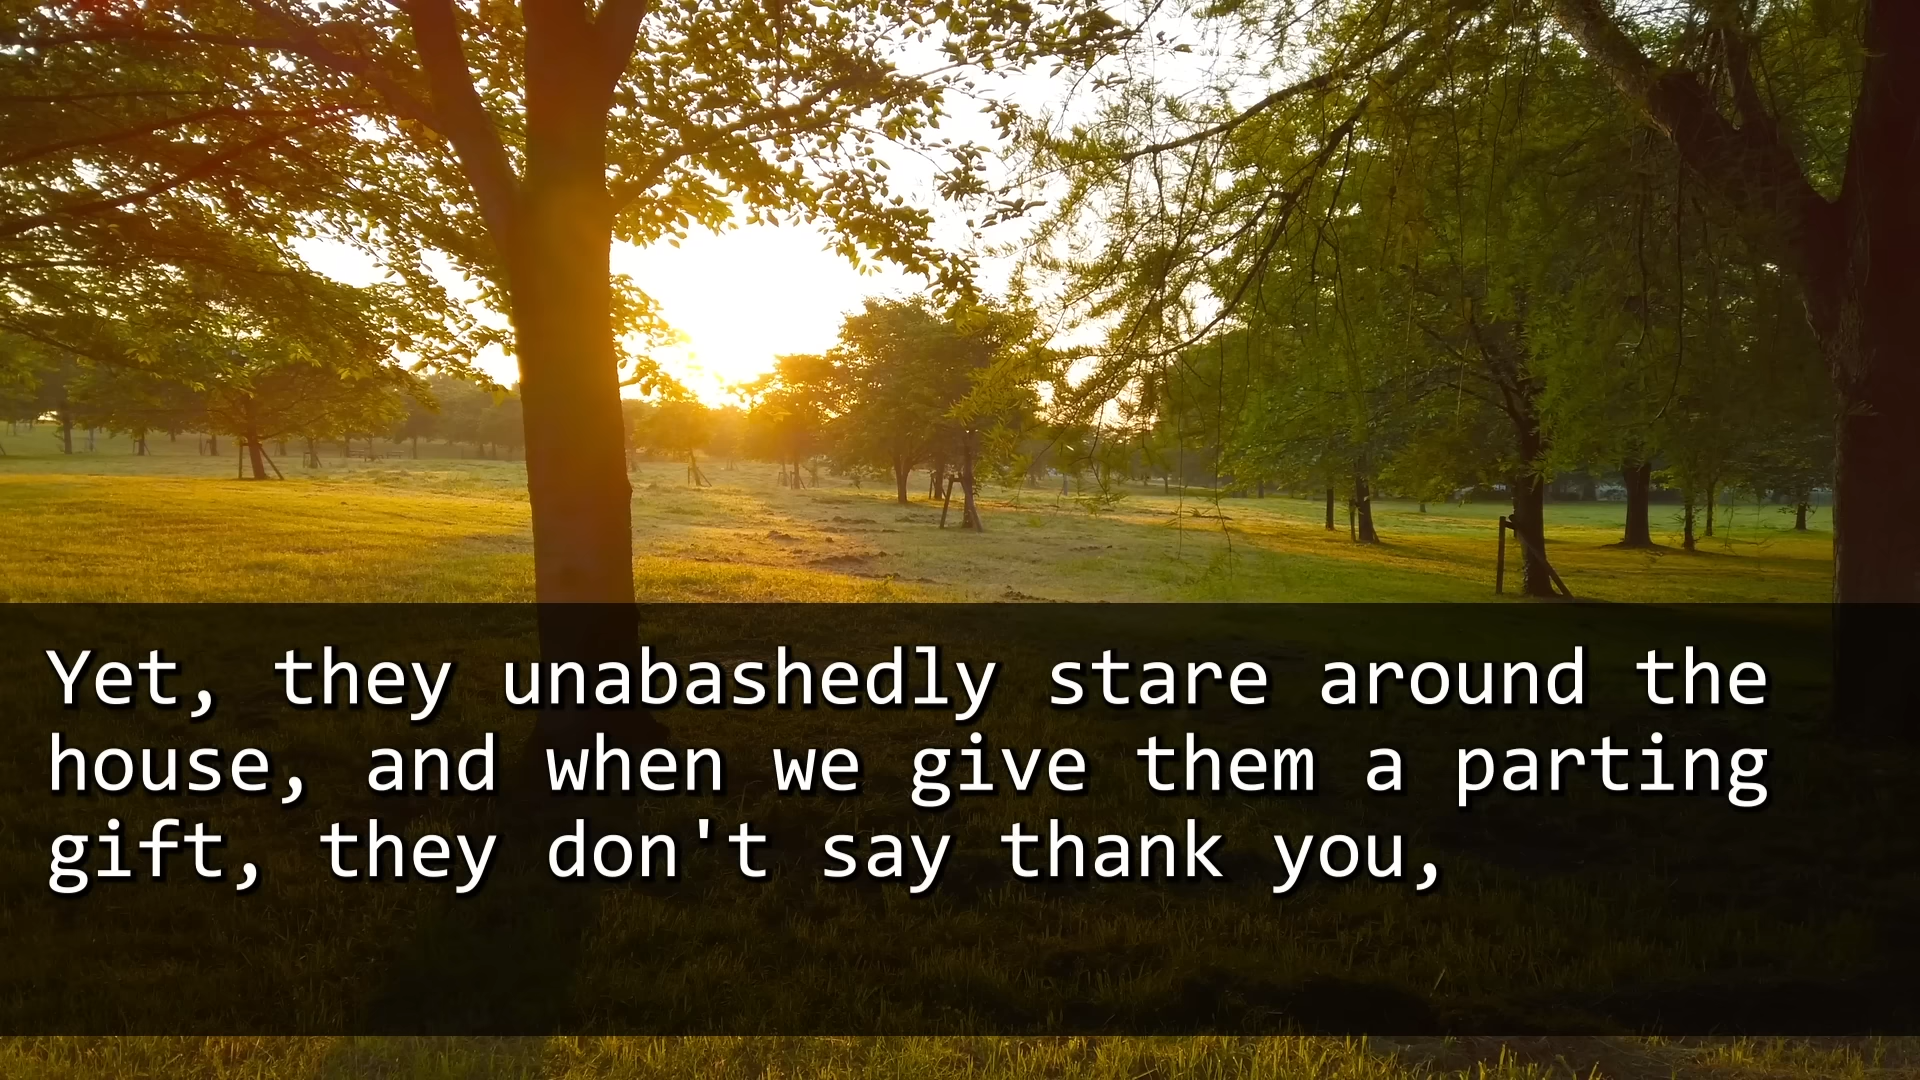 Yet, they unabashedly stare around the
house, and when we give them a parting
gift, they don't say thank you,